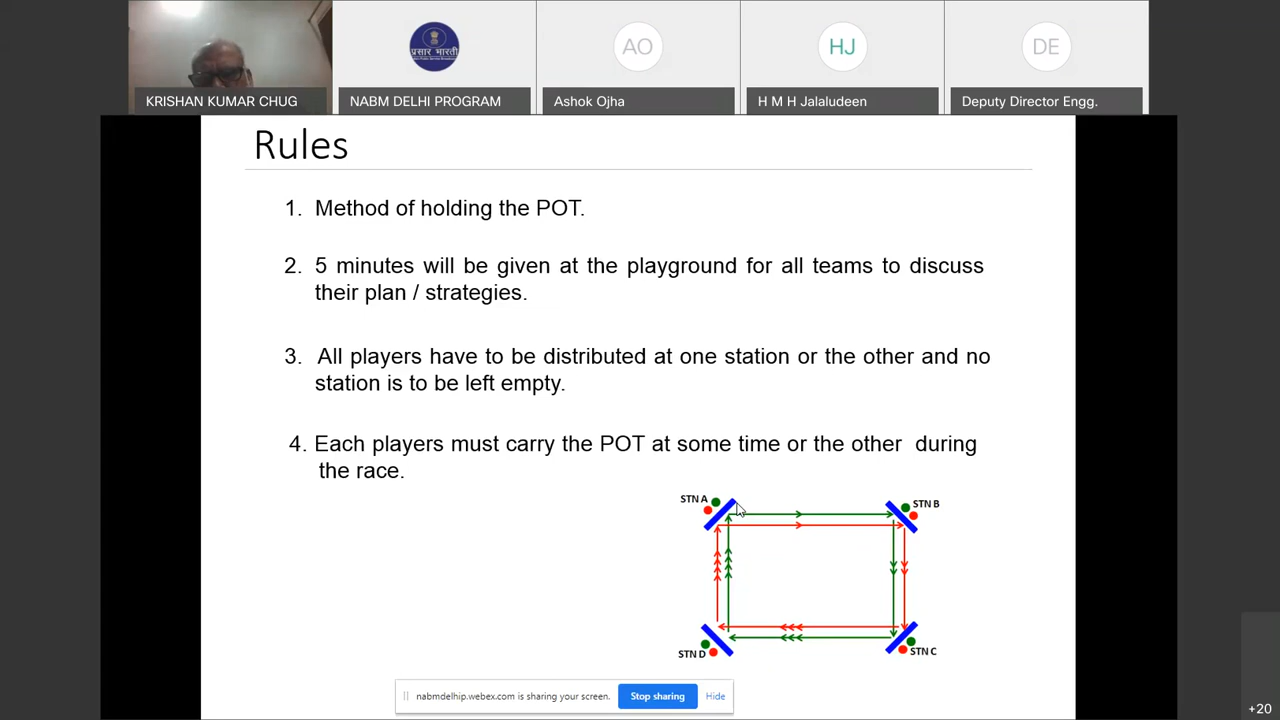 KRISHAN KUMAR CHUG
प्रसार भारती
NABM DELHI PROGRAM
AO
Ashok Ojha
HJ
H M H Jalaludeen
DE
Deputy Director Engg.
Rules
1. Method of holding the POT.
2. 5 minutes will be given at the playground for all teams to discuss
their plan / strategies.
3. All players have to be distributed at one station or the other and no
station is to be left empty.
4. Each players must carry the POT at some time or the other during
the race.
STN A
STN B
STN D
STN C
nabmdelhip.webex.com is sharing your screen.
Stop sharing
Hide
+20